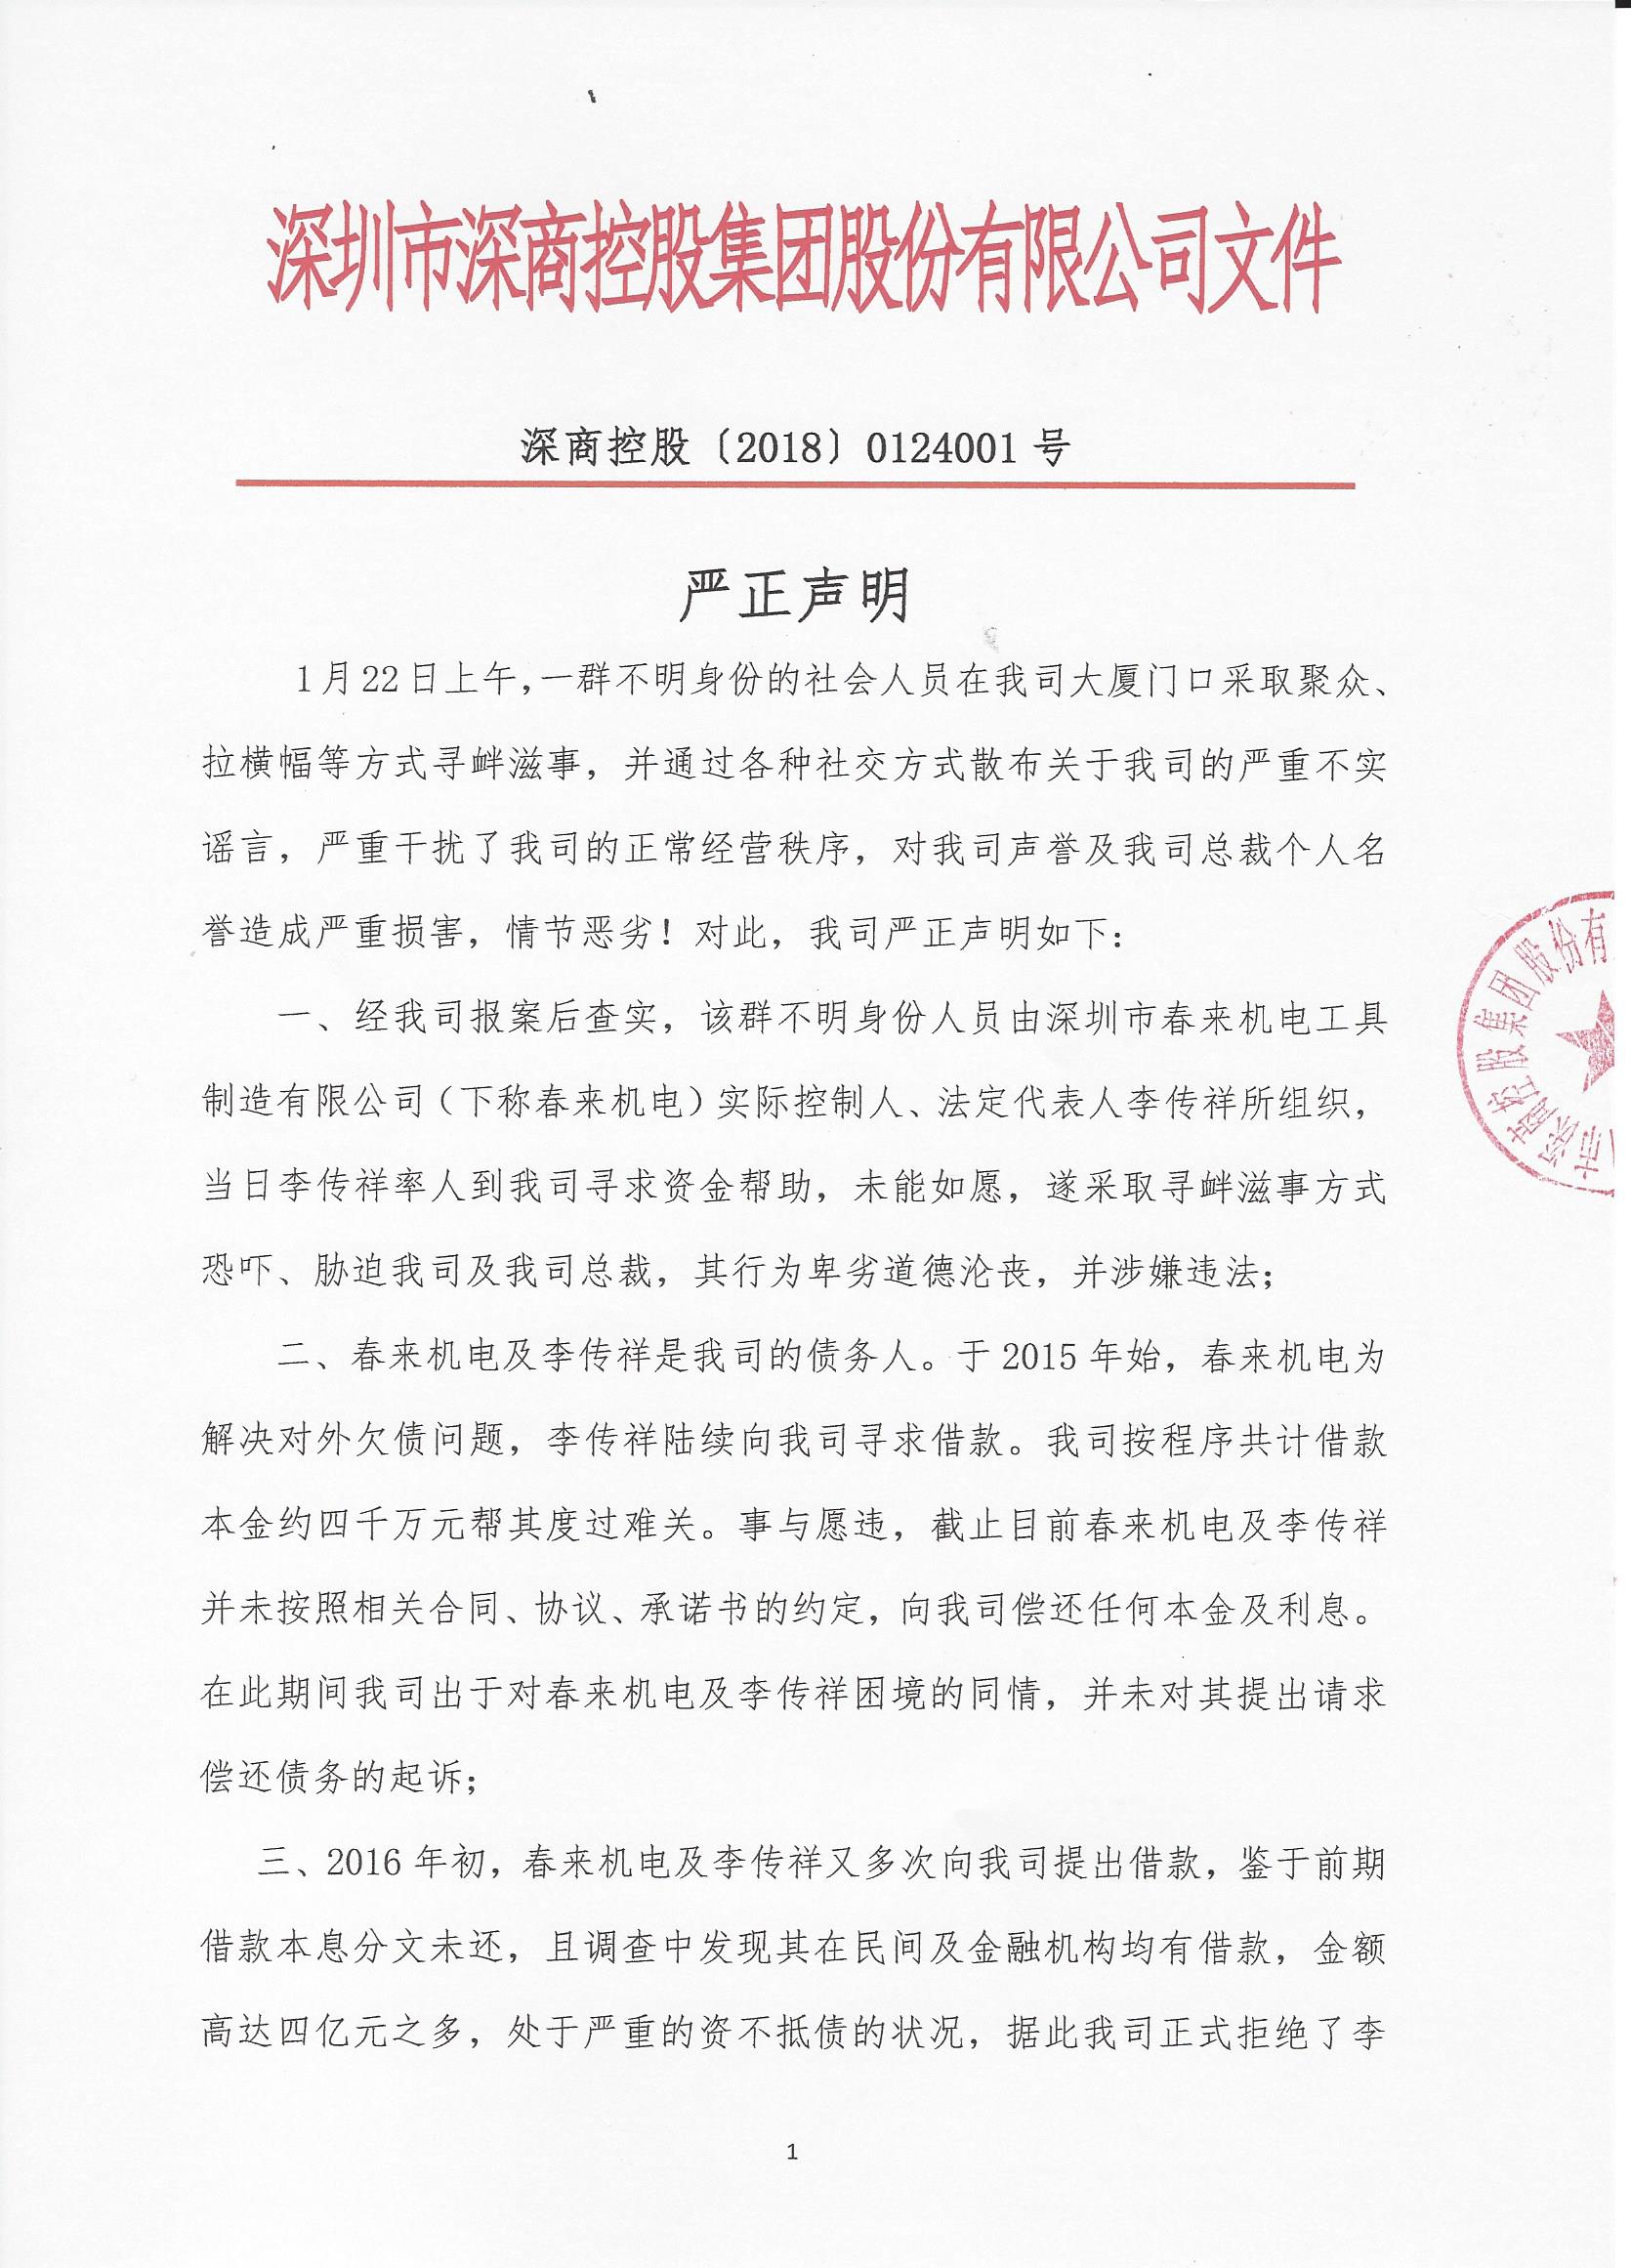 深圳市深商控股集团股份有限公司文件
深商控股〔2018〕0124001号
严正声明
1月22日上午,一群不明身份的社会人员在我司大厦门口采取聚众、
拉横幅等方式寻衅滋事，并通过各种社交方式散布关于我司的严重不实
谣言，严重干扰了我司的正常经营秩序，对我司声誉及我司总裁个人名
誉造成严重损害，情节恶劣！对此，我司严正声明如下：
一、经我司报案后查实，该群不明身份人员由深圳市春来机电工具
制造有限公司（下称春来机电）实际控制人、法定代表人李传祥所组织，
当日李传祥率人到我司寻求资金帮助，未能如愿，遂采取寻衅滋事方式
恐吓、胁迫我司及我司总裁，其行为卑劣道德沦丧，并涉嫌违法；
二、春来机电及李传祥是我司的债务人。于2015年始，春来机电为
解决对外欠债问题，李传祥陆续向我司寻求借款。我司按程序共计借款
本金约四千万元帮其度过难关。事与愿违，截止目前春来机电及李传祥
并未按照相关合同、协议、承诺书的约定，向我司偿还任何本金及利息。
在此期间我司出于对春来机电及李传祥困境的同情，并未对其提出请求
偿还债务的起诉；
三、2016年初，春来机电及李传祥又多次向我司提出借款，鉴于前期
借款本息分文未还，且调查中发现其在民间及金融机构均有借款，金额
高达四亿元之多，处于严重的资不抵债的状况，据此我司正式拒绝了李
1
市深商控股集团股份有